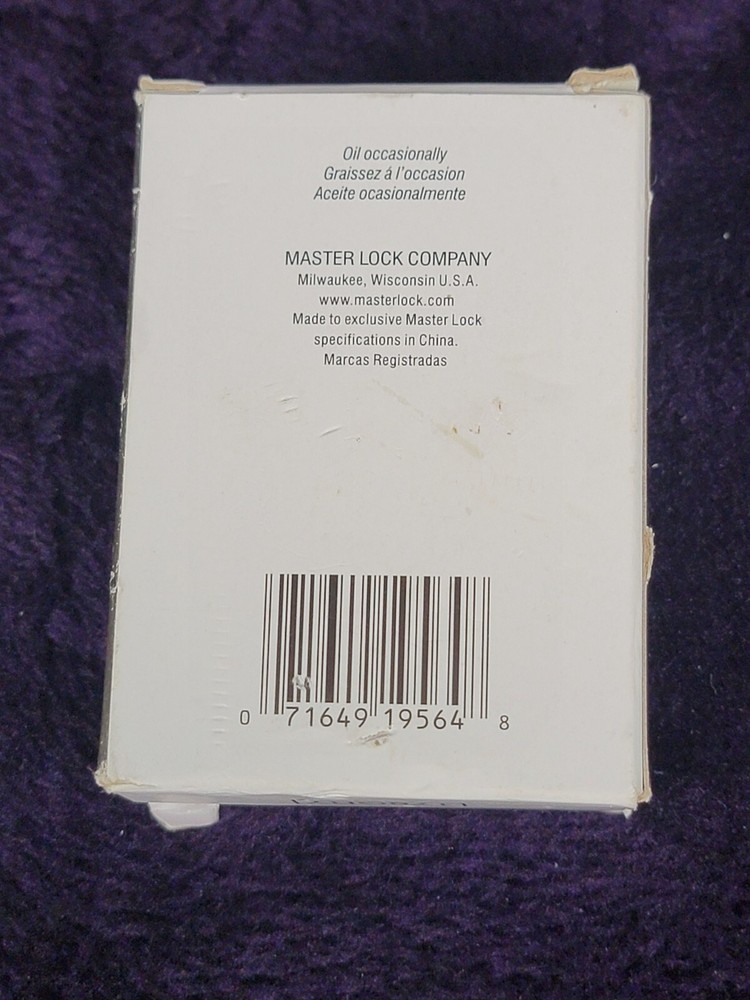 Oil occasionally
Graissez á l'occasion
Aceite ocasionalmente
MASTER LOCK COMPANY
Milwaukee, Wisconsin U.S.A.
www.masterlock.com
Made to exclusive Master Lock
specifications in China.
Marcas Registradas
0 71649 19564 8